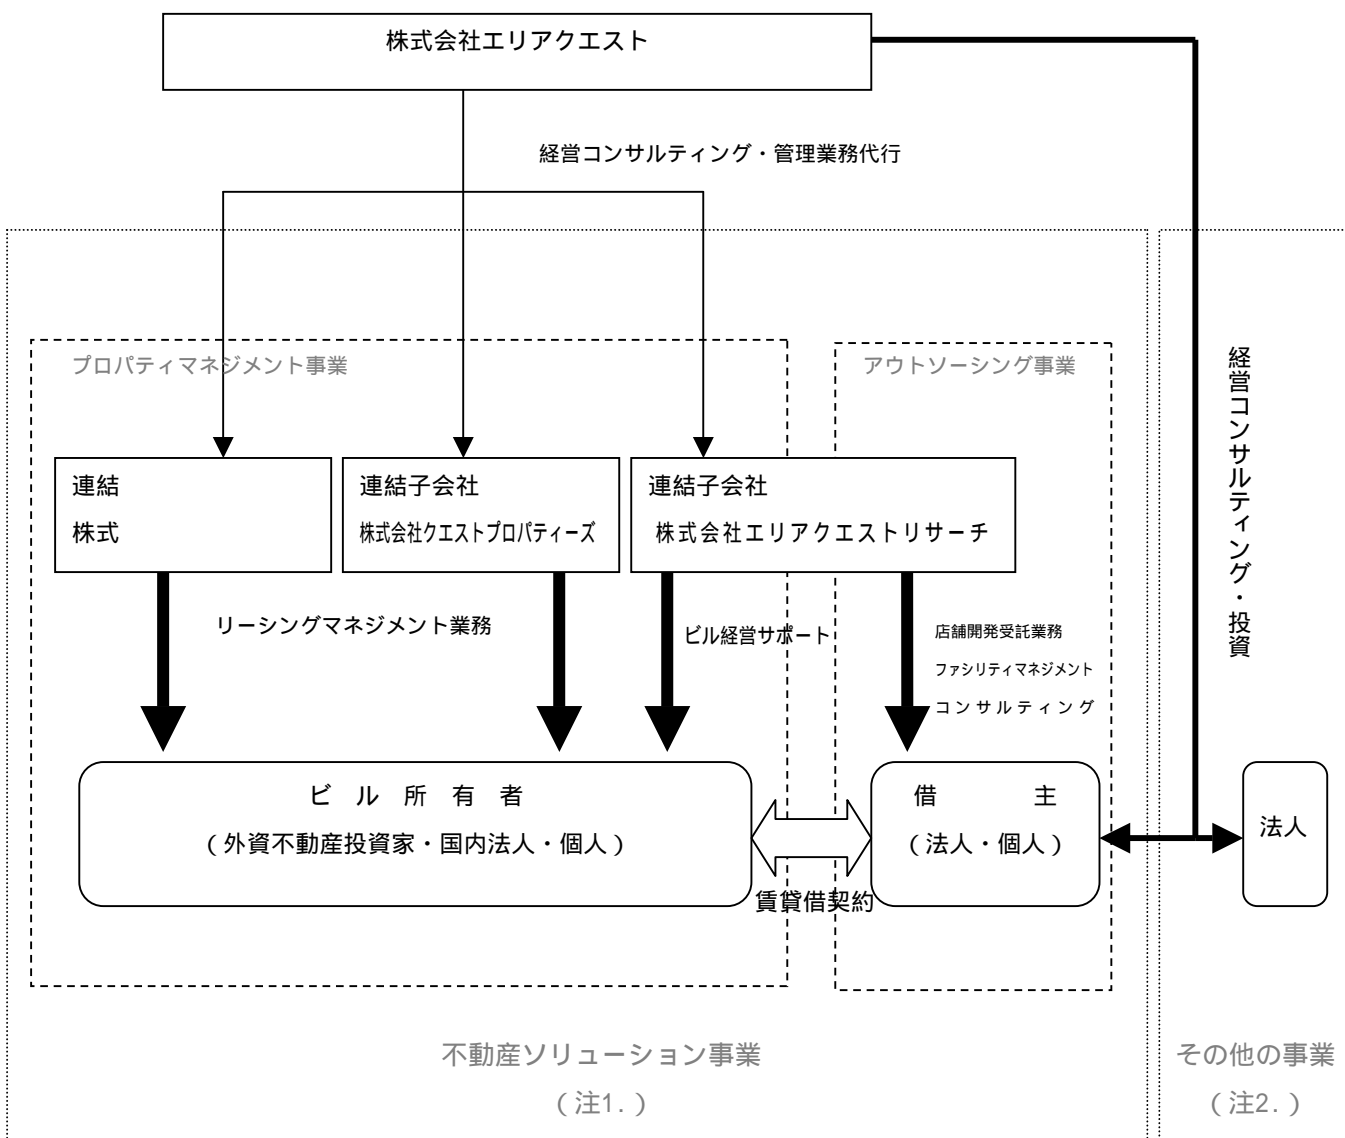 株式会社エリアクエスト
経営コンサルティング・管理業務代行
プロパティマネジメント事業
アウトソーシング事業
連結
株式
連結子会社
株式会社クエストプロパティーズ
連結子会社
株式会社エリアクエストリサーチ
経営コンサルティング・投資
リーシングマネジメント業務
ビル経営サポート
店舗開発受託業務
ファシリティマネジメント
コンサルティング
ビル所有者
(外資不動産投資家・国内法人・個人)
借主
(法人・個人)
法人
賃貸借契約
不動産ソリューション事業
(注1.)
その他の事業
(注2.)